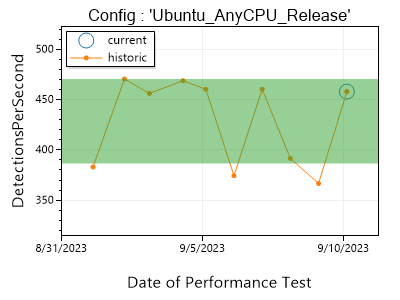 Config : 'Ubuntu_AnyCPU_Release'
current
historic
DetectionsPerSecond
500
450
400
350
8/31/2023
9/5/2023
9/10/2023
Date of Performance Test